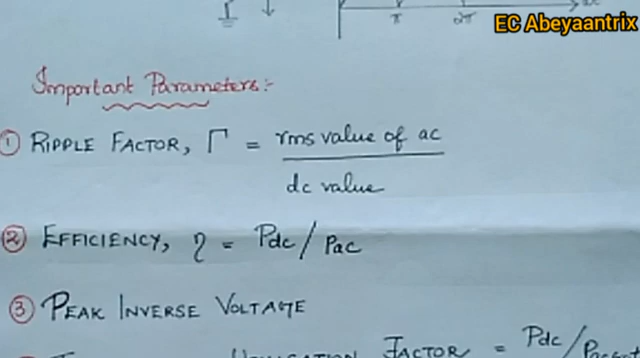 EC Abeyaantrix
π 2π
Important Parameters:-
① RIPPLE FACTOR, Γ = rms value of ac
dc value
② EFFICIENCY, η = Pdc / Pac
③ PEAK INVERSE VOLTAGE
FACTOR = Pdc /